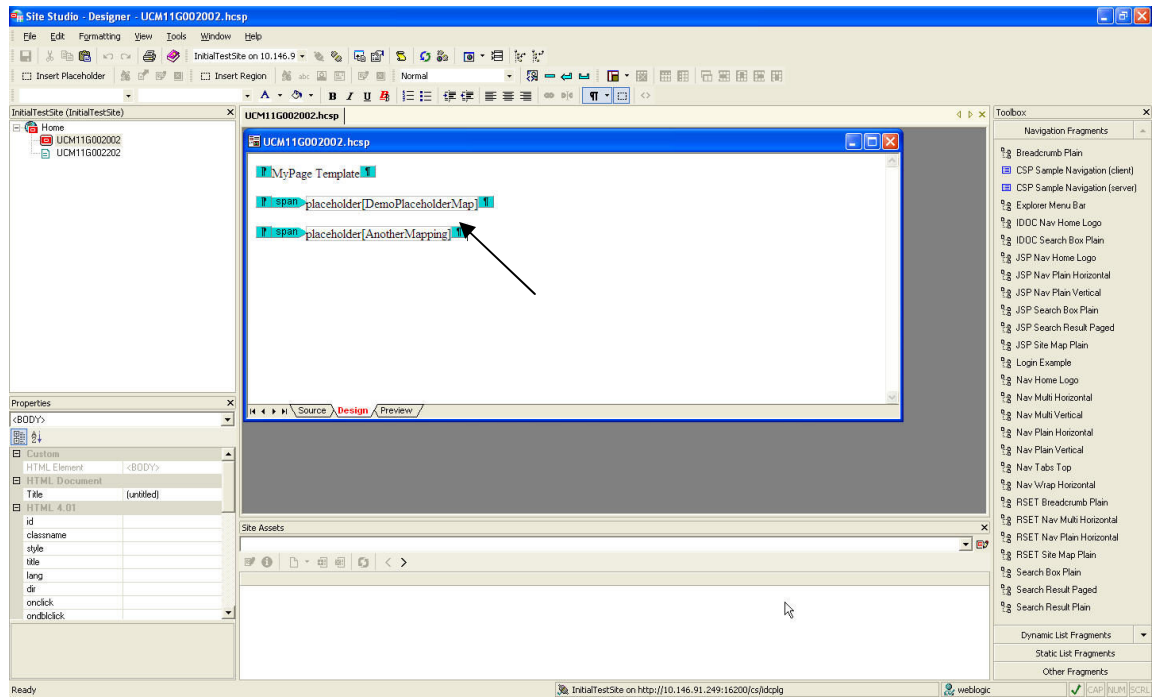 Site Studio - Designer - UCM11G002002.hcsp
File Edit Formatting View Tools Window Help
InitialTestSite on 10.146.9
Insert Placeholder abc Insert Region Normal
A B I U
InitialTestSite (InitialTestSite)
Home
UCM11G002002
UCM11G002202
UCM11G002002.hcsp
UCM11G002002.hcsp
MyPage Template
span placeholder[DemoPlaceholderMap]
span placeholder[AnotherMapping]
Source Design Preview
Properties
<BODY>
Custom
HTML Element <BODY>
HTML Document
Title (untitled)
HTML 4.01
id
classname
style
title
lang
dir
onclick
ondblclick
Site Assets
Toolbox
Navigation Fragments
Breadcrumb Plain
CSP Sample Navigation (client)
CSP Sample Navigation (server)
Explorer Menu Bar
IDOC Nav Home Logo
IDOC Search Box Plain
JSP Nav Home Logo
JSP Nav Plain Horizontal
JSP Nav Plain Vertical
JSP Search Box Plain
JSP Search Result Paged
JSP Site Map Plain
Login Example
Nav Home Logo
Nav Multi Horizontal
Nav Multi Vertical
Nav Plain Horizontal
Nav Plain Vertical
Nav Tabs Top
Nav Wrap Horizontal
RSET Breadcrumb Plain
RSET Nav Multi Horizontal
RSET Nav Plain Horizontal
RSET Site Map Plain
Search Box Plain
Search Result Paged
Search Result Plain
Dynamic List Fragments
Static List Fragments
Other Fragments
Ready
InitialTestSite on http://10.146.91.249:16200/cs/idcplg
weblogic
CAP NUM SCRL